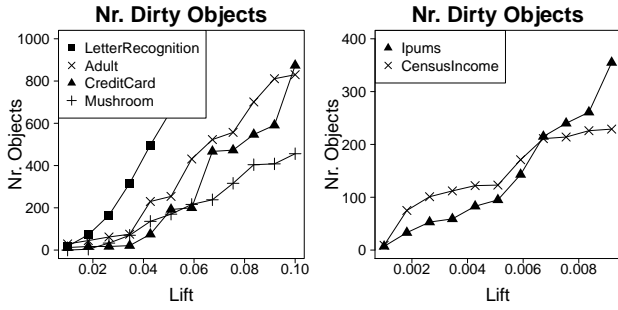 Nr. Dirty Objects
Nr. Objects
1000
800
600
400
200
0
LetterRecognition
Adult
CreditCard
Mushroom
0.02 0.04 0.06 0.08 0.10
Lift
Nr. Dirty Objects
Nr. Objects
400
300
200
100
0
Ipums
CensusIncome
0.002 0.004 0.006 0.008
Lift